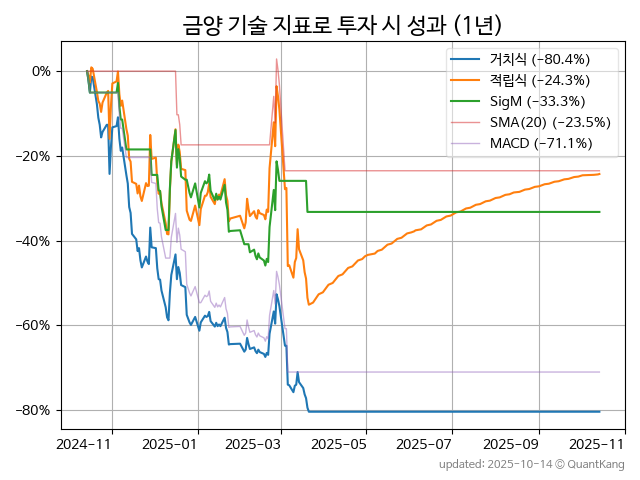 금양 기술 지표로 투자 시 성과 (1년)
거치식 (−80.4%)
적립식 (−24.3%)
SigM (−33.3%)
SMA(20) (−23.5%)
MACD (−71.1%)
0%
−20%
−40%
−60%
−80%
2024-11 2025-01 2025-03 2025-05 2025-07 2025-09 2025-11
updated: 2025-10-14 © QuantKang